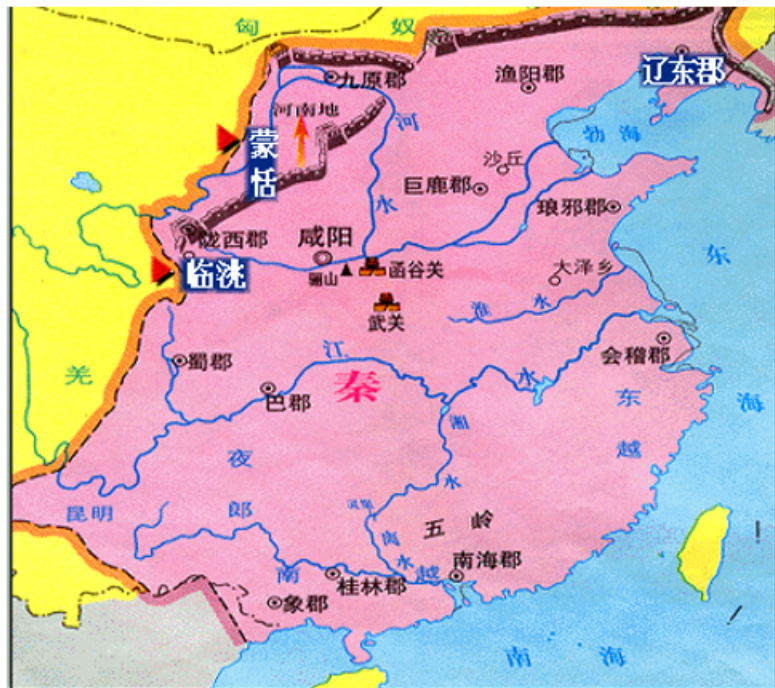 匈 奴
辽东郡
九原郡
渔阳郡
河南地
河
水
勃 海
蒙恬
沙丘
巨鹿郡
琅邪郡
陇西郡
咸阳
临洮
骊山
函谷关
大泽乡
东
海
武关
淮 水
羌
蜀郡
江
水
会稽郡
巴郡
秦
东越
湘
水
夜郎
昆明
五 岭
离水
南 越
南海郡
桂林郡
象郡
南 海